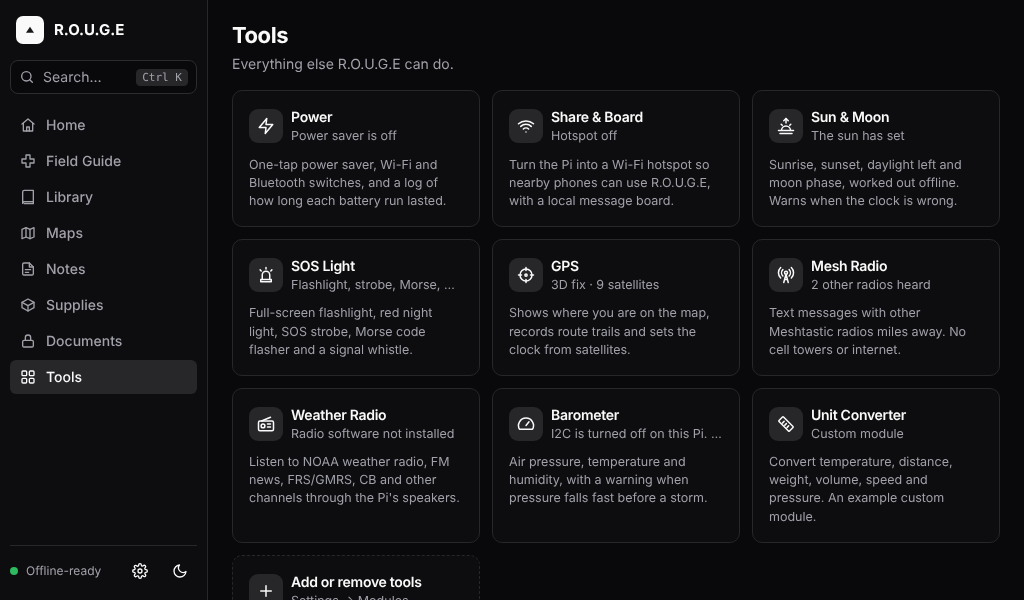 R.O.U.G.E
Search...
Ctrl K
Home
Field Guide
Library
Maps
Notes
Supplies
Documents
Tools
Offline-ready
Tools
Everything else R.O.U.G.E can do.
Power
Power saver is off
One-tap power saver, Wi-Fi and
Bluetooth switches, and a log of
how long each battery run lasted.
Share & Board
Hotspot off
Turn the Pi into a Wi-Fi hotspot so
nearby phones can use R.O.U.G.E,
with a local message board.
Sun & Moon
The sun has set
Sunrise, sunset, daylight left and
moon phase, worked out offline.
Warns when the clock is wrong.
SOS Light
Flashlight, strobe, Morse, ...
Full-screen flashlight, red night
light, SOS strobe, Morse code
flasher and a signal whistle.
GPS
3D fix · 9 satellites
Shows where you are on the map,
records route trails and sets the
clock from satellites.
Mesh Radio
2 other radios heard
Text messages with other
Meshtastic radios miles away. No
cell towers or internet.
Weather Radio
Radio software not installed
Listen to NOAA weather radio, FM
news, FRS/GMRS, CB and other
channels through the Pi's speakers.
Barometer
I2C is turned off on this Pi. ...
Air pressure, temperature and
humidity, with a warning when
pressure falls fast before a storm.
Unit Converter
Custom module
Convert temperature, distance,
weight, volume, speed and
pressure. An example custom
module.
Add or remove tools
Settings → Modules